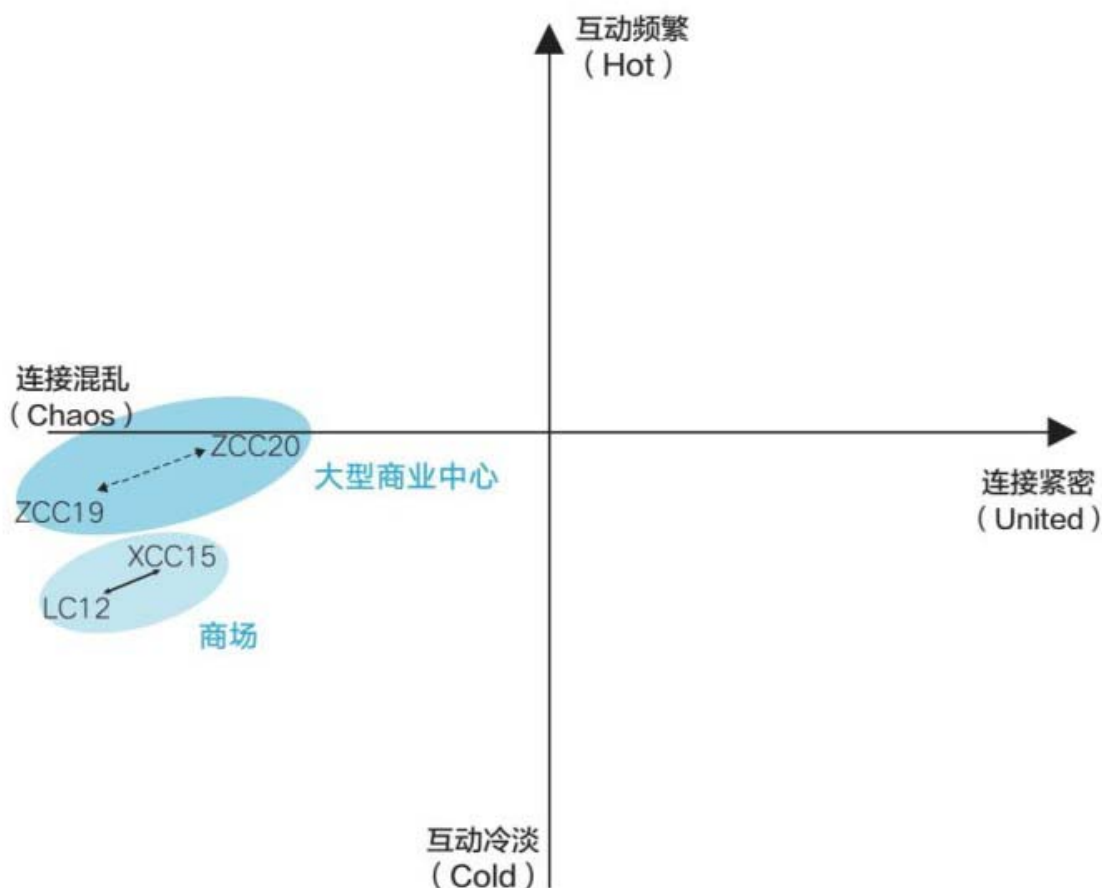 互动频繁
（Hot）
连接混乱
（Chaos）
ZCC20
大型商业中心
连接紧密
（United）
ZCC19
XCC15
LC12
商场
互动冷淡
（Cold）